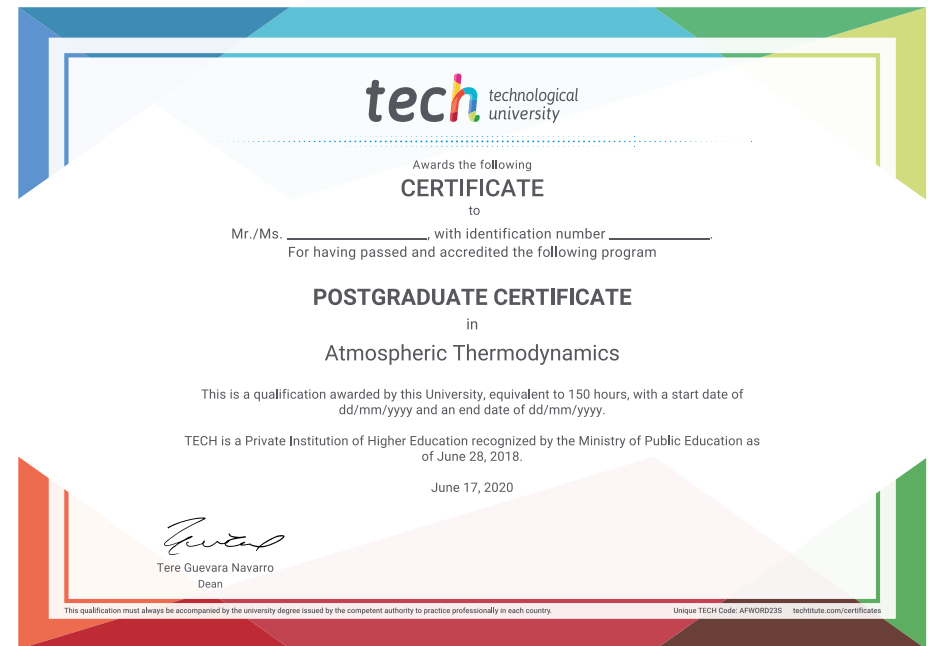 tech technological
university
Awards the following
CERTIFICATE
to
Mr./Ms. ____________________, with identification number ______________.
For having passed and accredited the following program
POSTGRADUATE CERTIFICATE
in
Atmospheric Thermodynamics
This is a qualification awarded by this University, equivalent to 150 hours, with a start date of
dd/mm/yyyy and an end date of dd/mm/yyyy.
TECH is a Private Institution of Higher Education recognized by the Ministry of Public Education as
of June 28, 2018.
June 17, 2020
Tere Guevara Navarro
Dean
This qualification must always be accompanied by the university degree issued by the competent authority to practice professionally in each country.
Unique TECH Code: AFWORD23S techtitute.com/certificates